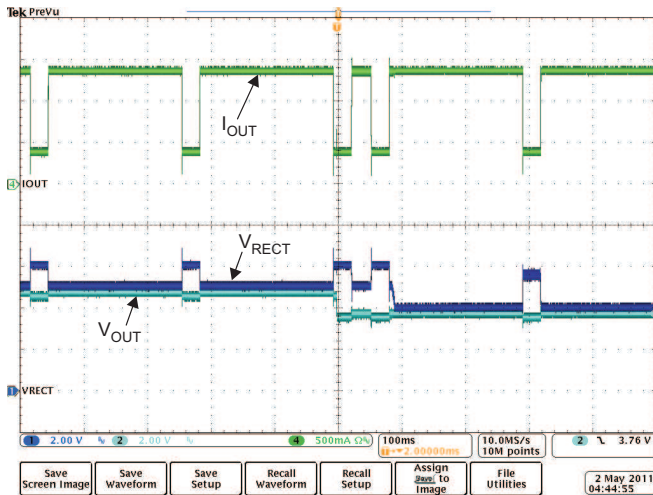 Tek PreVu
IOUT
4 IOUT
VRECT
VOUT
1 VRECT
1 2.00 V 2 2.00 V 4 500mA Ω 100ms 10.0MS/s 2 3.76 V
2.00000ms 10M points
Save Screen Image
Save Waveform
Save Setup
Recall Waveform
Recall Setup
Assign Save to Image
File Utilities
2 May 2011
04:44:55